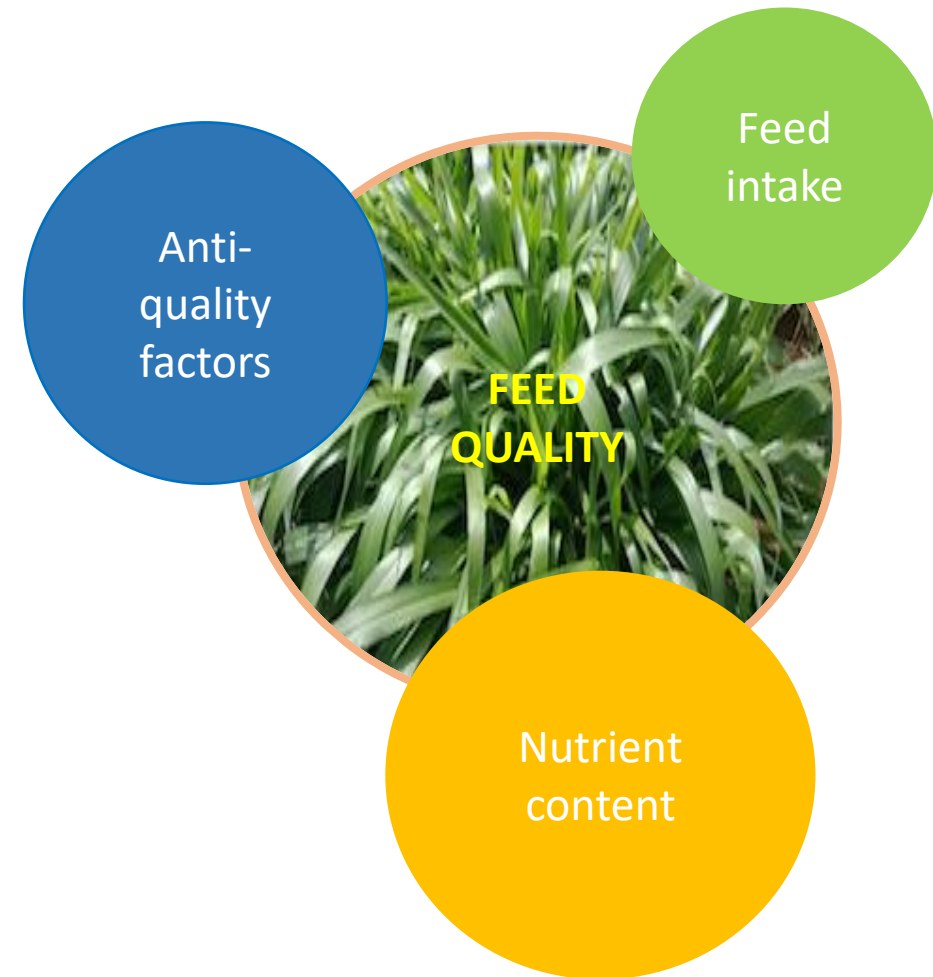 Feed
intake
Anti-
quality
factors
FEED
QUALITY
Nutrient
content